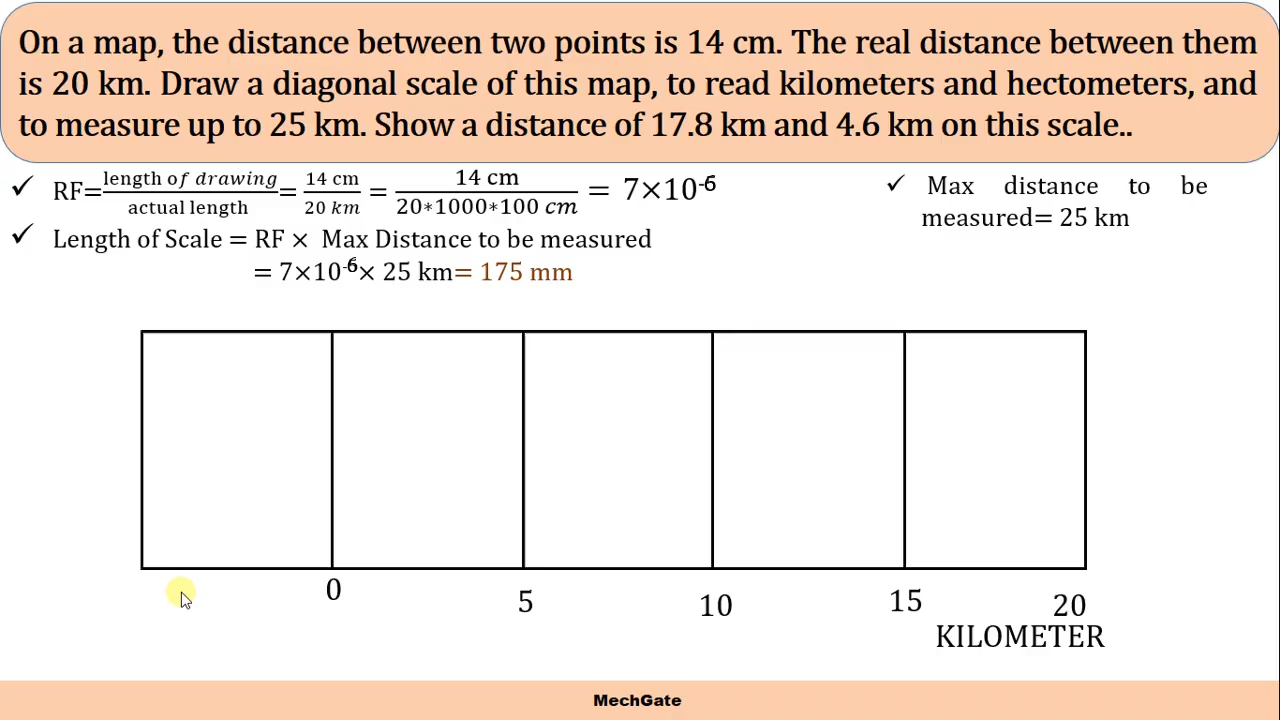 On a map, the distance between two points is 14 cm. The real distance between them
is 20 km. Draw a diagonal scale of this map, to read kilometers and hectometers, and
to measure up to 25 km. Show a distance of 17.8 km and 4.6 km on this scale..
✓ RF=length of drawing/actual length=14 cm/20 km=14 cm/20*1000*100 cm = 7×10-6
✓ Length of Scale = RF × Max Distance to be measured
= 7×10-6× 25 km= 175 mm
✓ Max distance to be
measured= 25 km
0 5 10 15 20
KILOMETER
MechGate